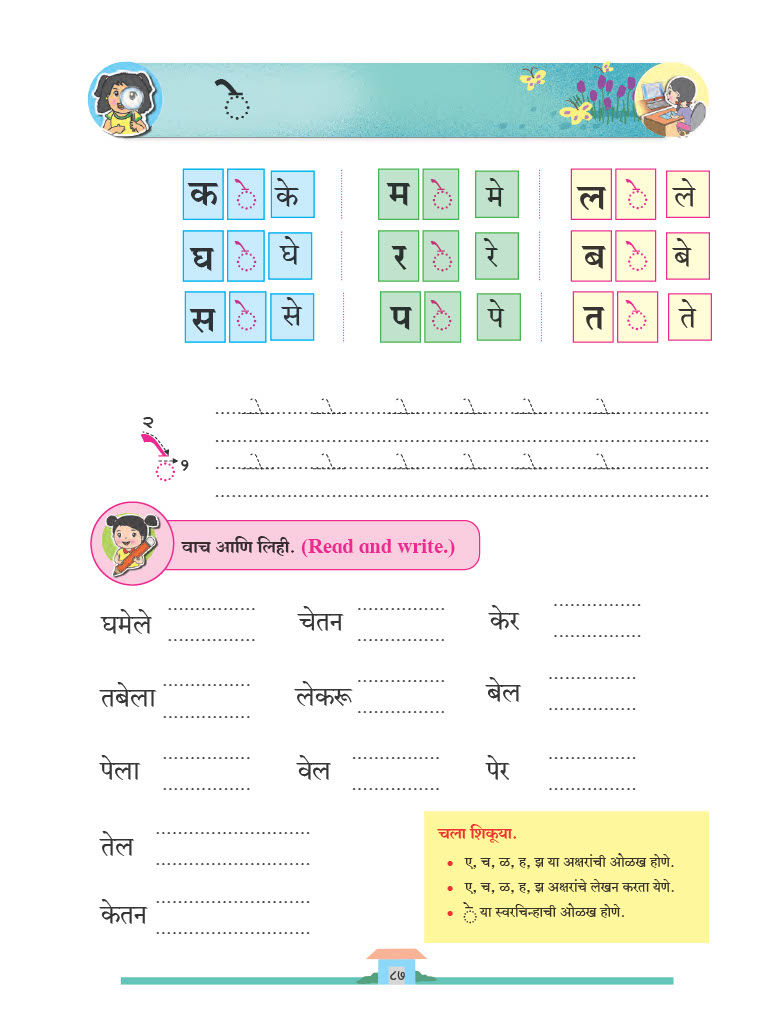 े
क े के म े मे ल े ले
घ े घे र े रे ब े बे
स े से प े पे त े ते
२
१
वाच आणि लिही. (Read and write.)
घमेले चेतन केर
तबेला लेकरू बेल
पेला वेल पेर
तेल
केतन
चला शिकूया.
• ए, च, ळ, ह, झ या अक्षरांची ओळख होणे.
• ए, च, ळ, ह, झ अक्षरांचे लेखन करता येणे.
• े या स्वरचिन्हाची ओळख होणे.
८७